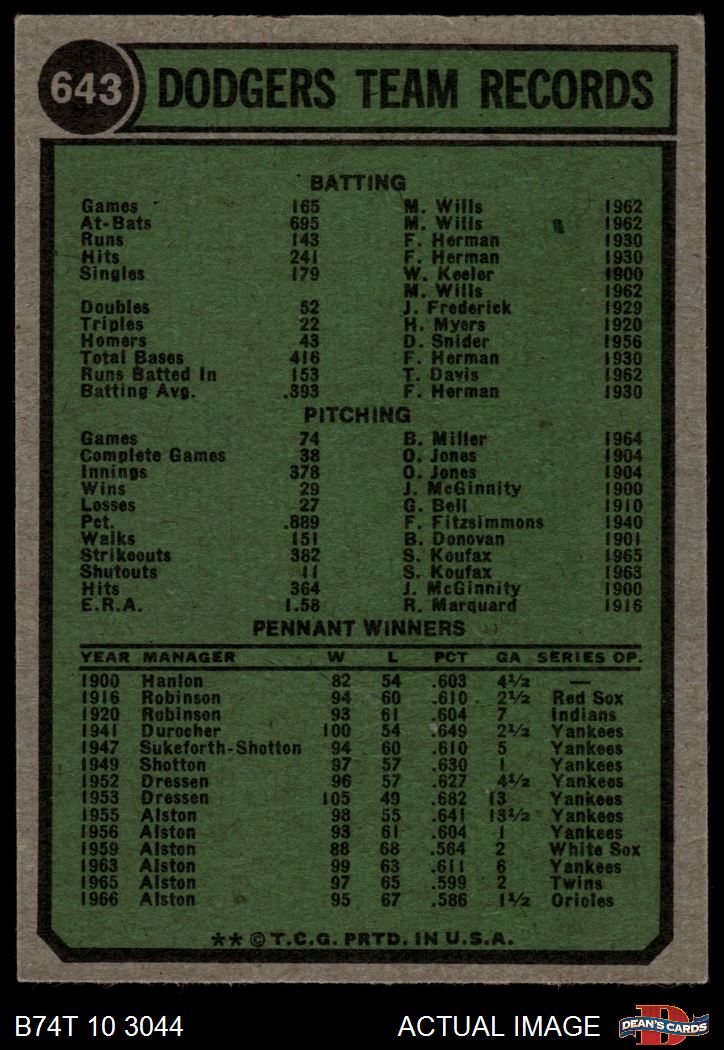 643 DODGERS TEAM RECORDS
BATTING
Games 165 M. Wills 1962
At-Bats 695 M. Wills 1962
Runs 143 F. Herman 1930
Hits 241 F. Herman 1930
Singles 179 W. Keeler 1900
M. Wills 1962
Doubles 52 J. Frederick 1929
Triples 22 H. Myers 1920
Homers 43 D. Snider 1956
Total Bases 416 F. Herman 1930
Runs Batted In 153 T. Davis 1962
Batting Avg. .393 F. Herman 1930
PITCHING
Games 74 B. Miller 1964
Complete Games 38 O. Jones 1904
Innings 378 O. Jones 1904
Wins 29 J. McGinnity 1900
Losses 27 G. Bell 1910
Pct. .889 F. Fitzsimmons 1940
Walks 151 B. Donovan 1901
Strikeouts 382 S. Koufax 1965
Shutouts 11 S. Koufax 1963
Hits 364 J. McGinnity 1900
E.R.A. 1.58 R. Marquard 1916
PENNANT WINNERS
YEAR MANAGER W L PCT GA SERIES OP.
1900 Hanlon 82 54 .603 4½ —
1916 Robinson 94 60 .610 2½ Red Sox
1920 Robinson 93 61 .604 7 Indians
1941 Durocher 100 54 .649 2½ Yankees
1947 Sukeforth-Shotton 94 60 .610 5 Yankees
1949 Shotton 97 57 .630 1 Yankees
1952 Dressen 96 57 .627 4½ Yankees
1953 Dressen 105 49 .682 13 Yankees
1955 Alston 98 55 .641 13½ Yankees
1956 Alston 93 61 .604 1 Yankees
1959 Alston 88 68 .564 2 White Sox
1963 Alston 99 63 .611 6 Yankees
1965 Alston 97 65 .599 2 Twins
1966 Alston 95 67 .586 1½ Orioles
** © T.C.G. PRTD. IN U.S.A.
B74T 10 3044 ACTUAL IMAGE D DEAN'S CARDS